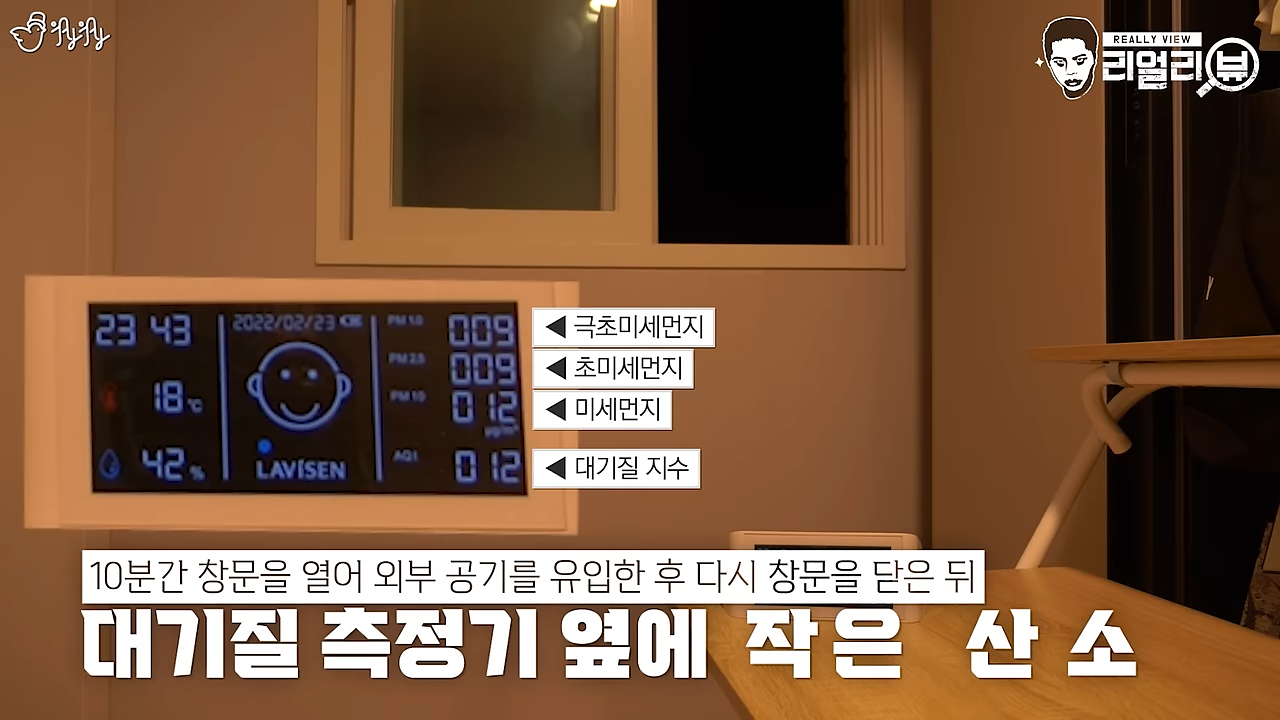 REALLY VIEW
리얼리뷰
23 43
2022/02/23
PM 1.0
009
◀ 극초미세먼지
PM 2.5
009
◀ 초미세먼지
18 ℃
PM 10
012
◀ 미세먼지
µg/m³
42 %
LAVÍSEN
AQI
012
◀ 대기질 지수
10분간 창문을 열어 외부 공기를 유입한 후 다시 창문을 닫은 뒤
대기질 측정기 옆에 작은 산소